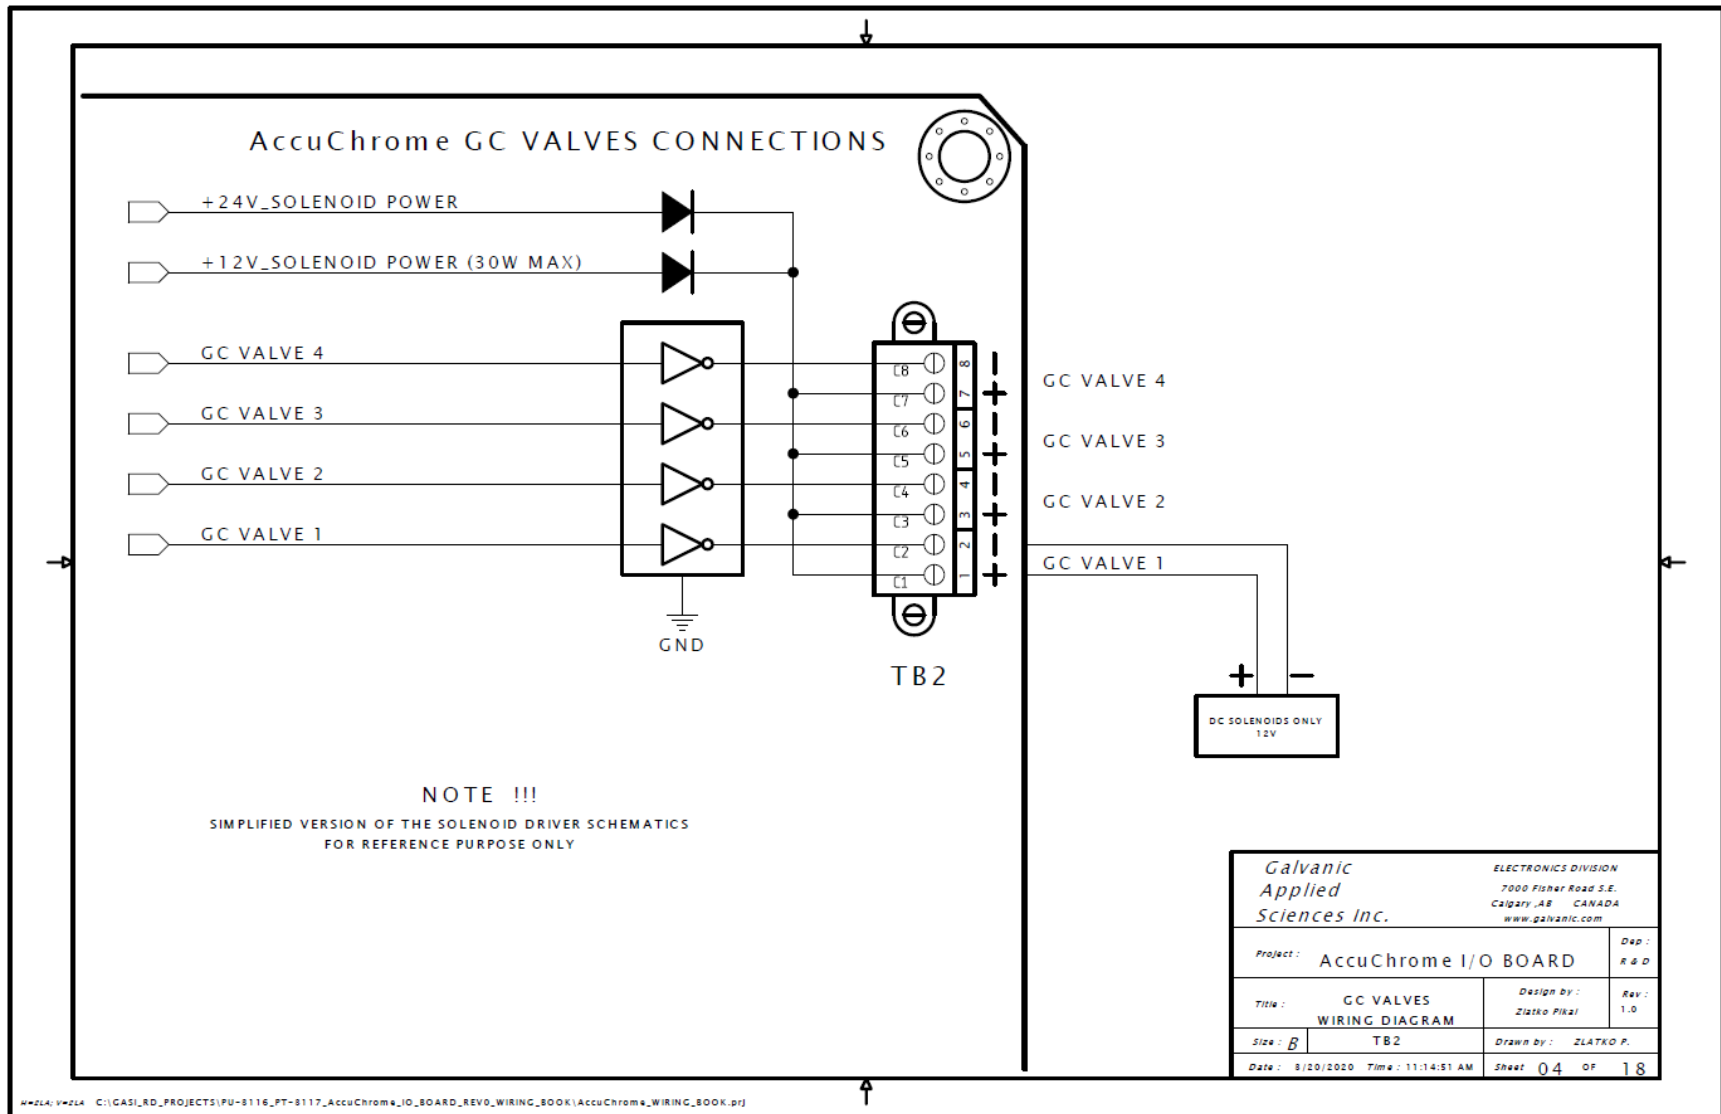 AccuChrome GC VALVES CONNECTIONS
+24V_SOLENOID POWER
+12V_SOLENOID POWER (30W MAX)
GC VALVE 4
GC VALVE 3
GC VALVE 2
GC VALVE 1
GND
C8 8 −
C7 7 +
C6 6 −
C5 5 +
C4 4 −
C3 3 +
C2 2 −
C1 1 +
TB2
GC VALVE 4
GC VALVE 3
GC VALVE 2
GC VALVE 1
+ −
DC SOLENOIDS ONLY
12V
NOTE !!!
SIMPLIFIED VERSION OF THE SOLENOID DRIVER SCHEMATICS
FOR REFERENCE PURPOSE ONLY
Galvanic
Applied
Sciences Inc.
ELECTRONICS DIVISION
7000 Fisher Road S.E.
Calgary ,AB CANADA
www.galvanic.com
Project : AccuChrome I/O BOARD
Dep :
R & D
Title : GC VALVES
WIRING DIAGRAM
Design by :
Zlatko Pikal
Rev :
1.0
Size : B TB2
Drawn by : ZLATKO P.
Date : 8/20/2020 Time : 11:14:51 AM
Sheet 04 OF 18
H=ZLA; V=ZLA C:\GASI_RD_PROJECTS\PU-8116_PT-8117_AccuChrome_IO_BOARD_REV0_WIRING_BOOK\AccuChrome_WIRING_BOOK.prj